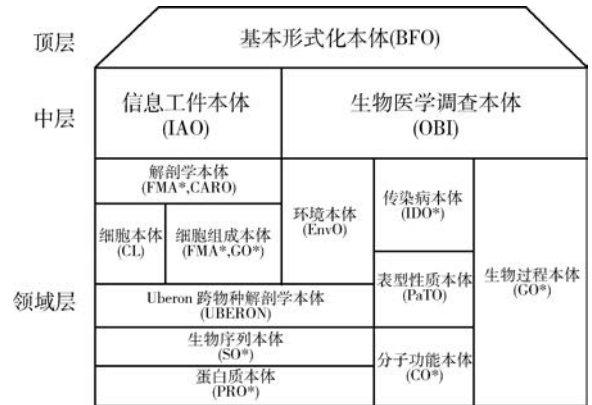 顶层
基本形式化本体(BFO)
中层
信息工件本体
(IAO)
生物医学调查本体
(OBI)
领域层
解剖学本体
(FMA*,CARO)
细胞本体
(CL)
细胞组成本体
(FMA*,GO*)
环境本体
(EnvO)
传染病本体
(IDO*)
表型性质本体
(PaTO)
生物过程本体
(GO*)
Uberon 跨物种解剖学本体
(UBERON)
生物序列本体
(SO*)
分子功能本体
(CO*)
蛋白质本体
(PRO*)